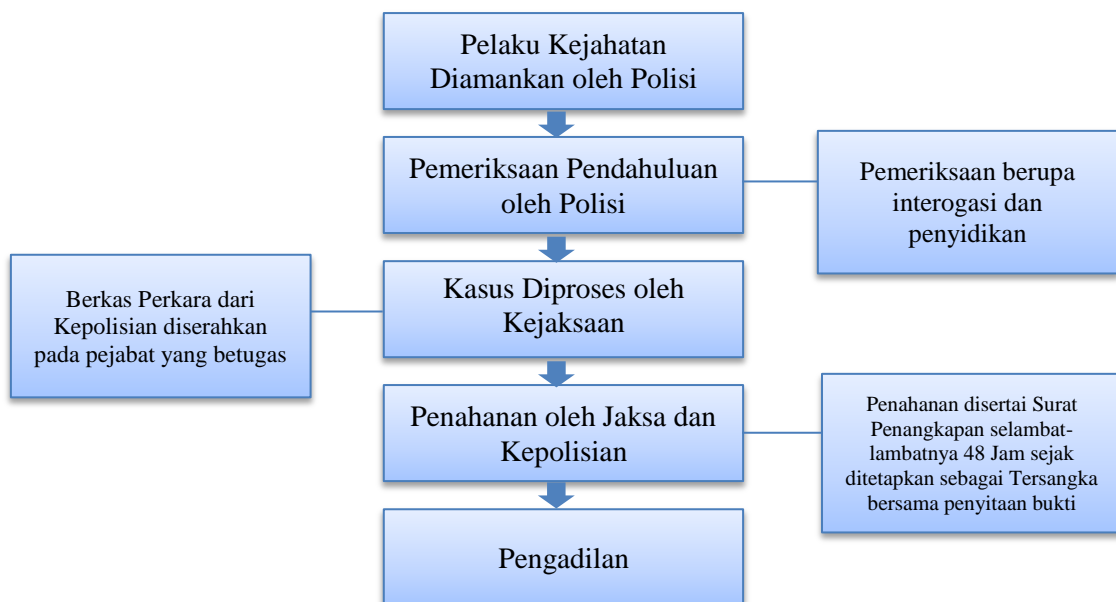 Pelaku Kejahatan
Diamankan oleh Polisi
Pemeriksaan Pendahuluan
oleh Polisi
Pemeriksaan berupa
interogasi dan
penyidikan
Kasus Diproses oleh
Kejaksaan
Berkas Perkara dari
Kepolisian diserahkan
pada pejabat yang betugas
Penahanan oleh Jaksa dan
Kepolisian
Penahanan disertai Surat
Penangkapan selambat-
lambatnya 48 Jam sejak
ditetapkan sebagai Tersangka
bersama penyitaan bukti
Pengadilan